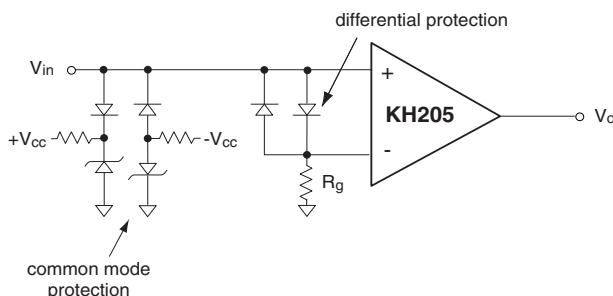 differential protection
Vin
+
KH205
Vo
+Vcc
-Vcc
-
Rg
common mode
protection